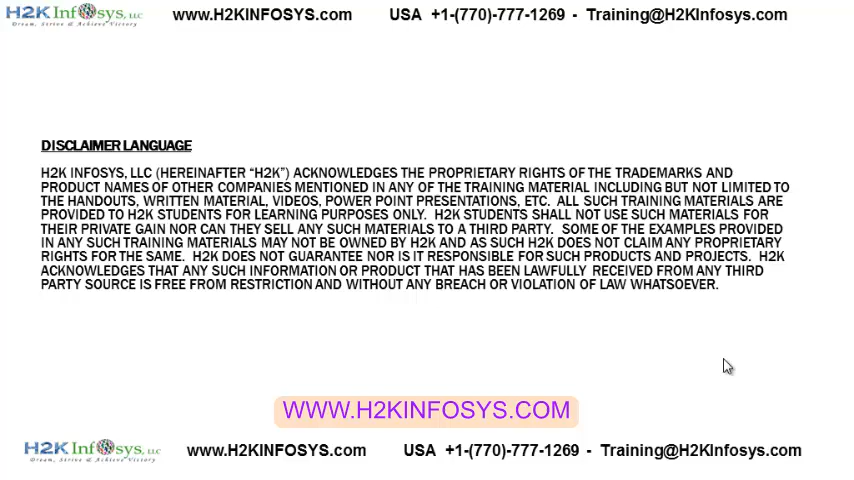 H2K Infosys, LLC
Dream, Strive & Achieve Victory
www.H2KINFOSYS.com USA +1-(770)-777-1269 - Training@H2KInfosys.com
DISCLAIMER LANGUAGE
H2K INFOSYS, LLC (HEREINAFTER “H2K”) ACKNOWLEDGES THE PROPRIETARY RIGHTS OF THE TRADEMARKS AND
PRODUCT NAMES OF OTHER COMPANIES MENTIONED IN ANY OF THE TRAINING MATERIAL INCLUDING BUT NOT LIMITED TO
THE HANDOUTS, WRITTEN MATERIAL, VIDEOS, POWER POINT PRESENTATIONS, ETC. ALL SUCH TRAINING MATERIALS ARE
PROVIDED TO H2K STUDENTS FOR LEARNING PURPOSES ONLY. H2K STUDENTS SHALL NOT USE SUCH MATERIALS FOR
THEIR PRIVATE GAIN NOR CAN THEY SELL ANY SUCH MATERIALS TO A THIRD PARTY. SOME OF THE EXAMPLES PROVIDED
IN ANY SUCH TRAINING MATERIALS MAY NOT BE OWNED BY H2K AND AS SUCH H2K DOES NOT CLAIM ANY PROPRIETARY
RIGHTS FOR THE SAME. H2K DOES NOT GUARANTEE NOR IS IT RESPONSIBLE FOR SUCH PRODUCTS AND PROJECTS. H2K
ACKNOWLEDGES THAT ANY SUCH INFORMATION OR PRODUCT THAT HAS BEEN LAWFULLY RECEIVED FROM ANY THIRD
PARTY SOURCE IS FREE FROM RESTRICTION AND WITHOUT ANY BREACH OR VIOLATION OF LAW WHATSOEVER.
WWW.H2KINFOSYS.COM
H2K Infosys, LLC
Dream, Strive & Achieve Victory
www.H2KINFOSYS.com USA +1-(770)-777-1269 - Training@H2KInfosys.com